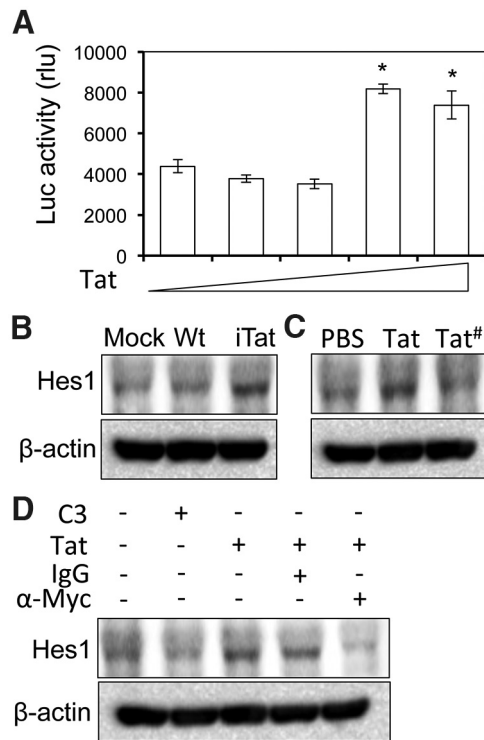 A
Luc activity (rlu)
10000
8000
6000
4000
2000
0
* *
Tat
B
Mock Wt iTat
Hes1
β-actin
C
PBS Tat Tat#
D
C3 - + - - -
Tat - - + + +
IgG - - - + -
α-Myc - - - - +
Hes1
β-actin